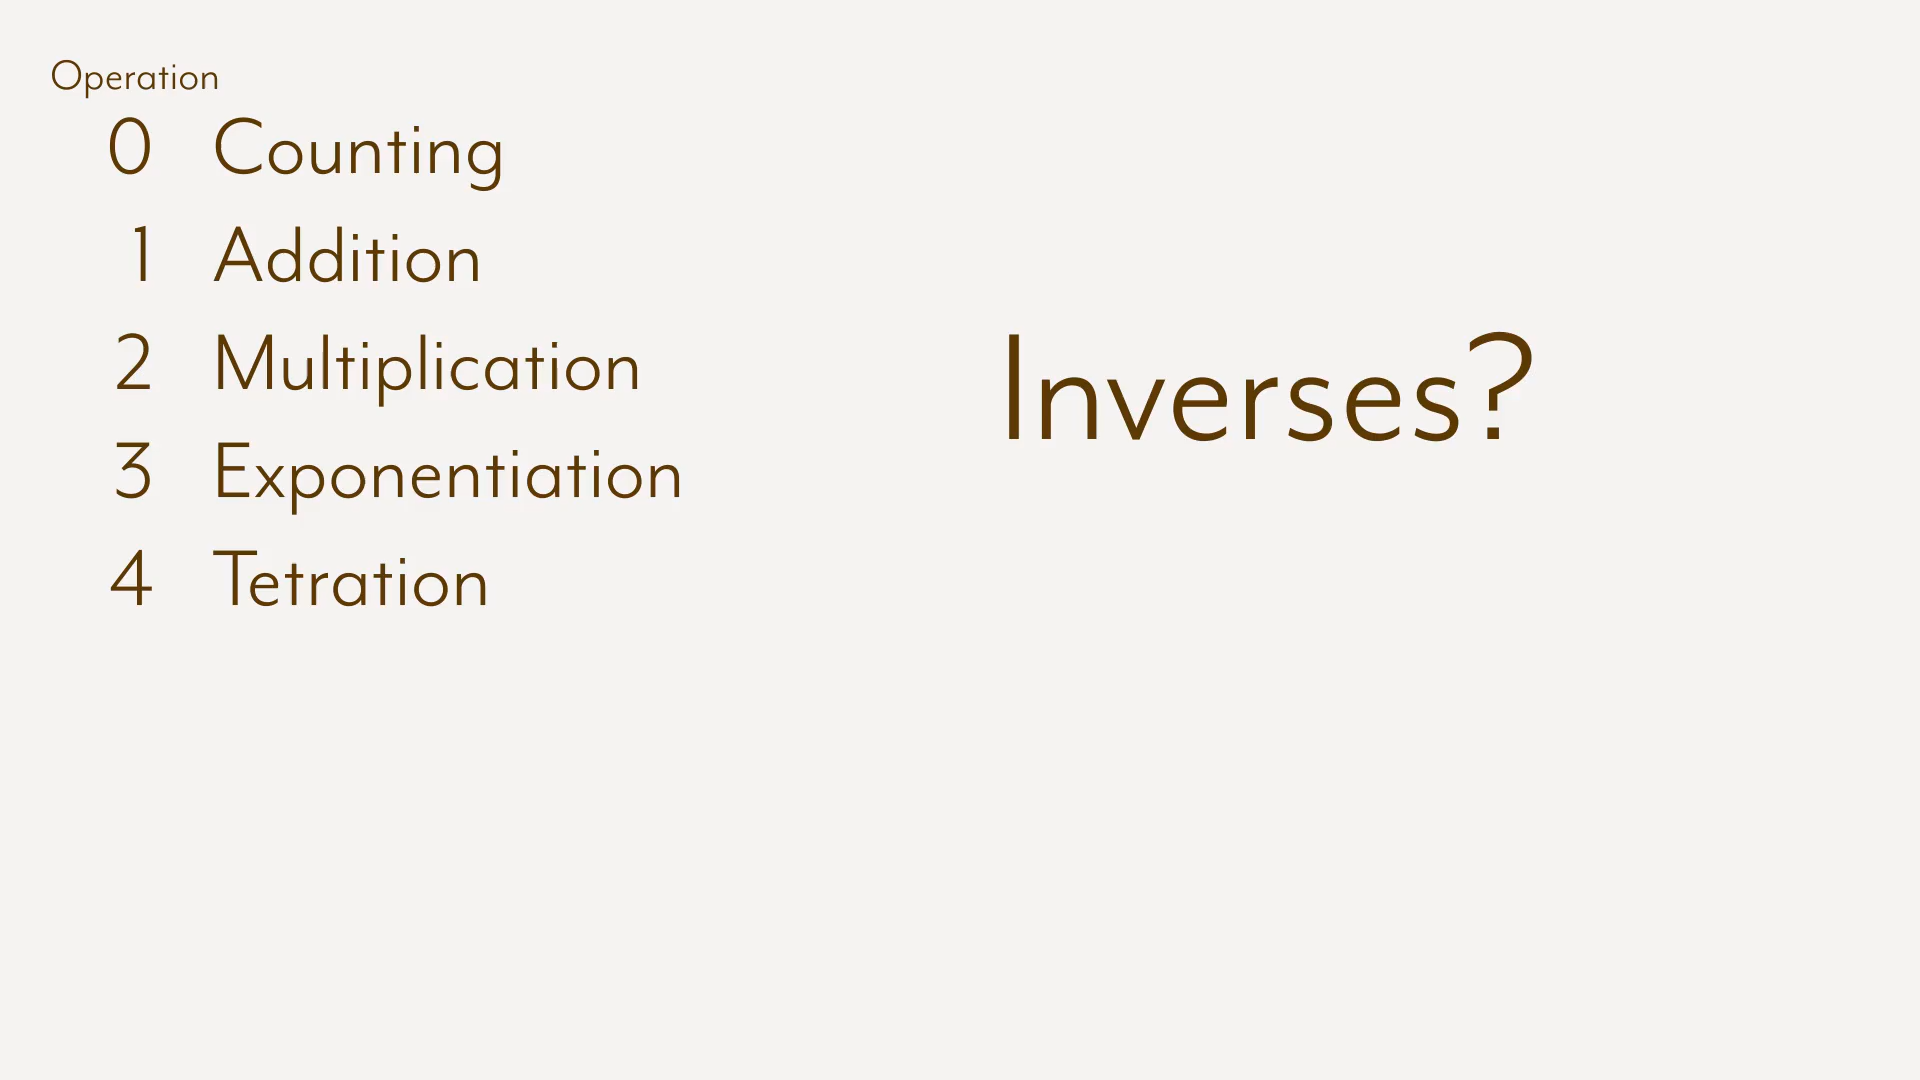 Operation
0 Counting
1 Addition
2 Multiplication
3 Exponentiation
4 Tetration
Inverses?